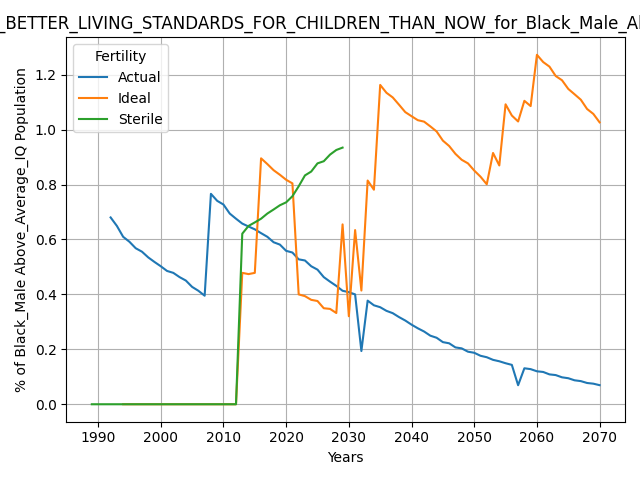 _BETTER_LIVING_STANDARDS_FOR_CHILDREN_THAN_NOW_for_Black_Male_A
Fertility
Actual
Ideal
Sterile
% of Black_Male Above_Average_IQ Population
1.2
1.0
0.8
0.6
0.4
0.2
0.0
1990 2000 2010 2020 2030 2040 2050 2060 2070
Years